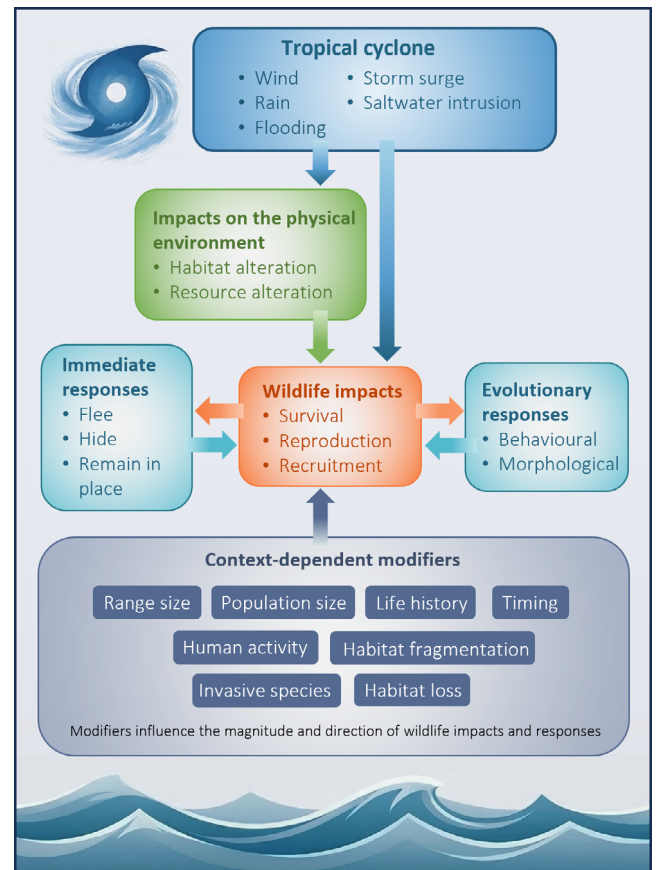 Tropical cyclone
• Wind
• Rain
• Flooding
• Storm surge
• Saltwater intrusion
Impacts on the physical
environment
• Habitat alteration
• Resource alteration
Immediate
responses
• Flee
• Hide
• Remain in
place
Wildlife impacts
• Survival
• Reproduction
• Recruitment
Evolutionary
responses
• Behavioural
• Morphological
Context-dependent modifiers
Range size
Population size
Life history
Timing
Human activity
Habitat fragmentation
Invasive species
Habitat loss
Modifiers influence the magnitude and direction of wildlife impacts and responses